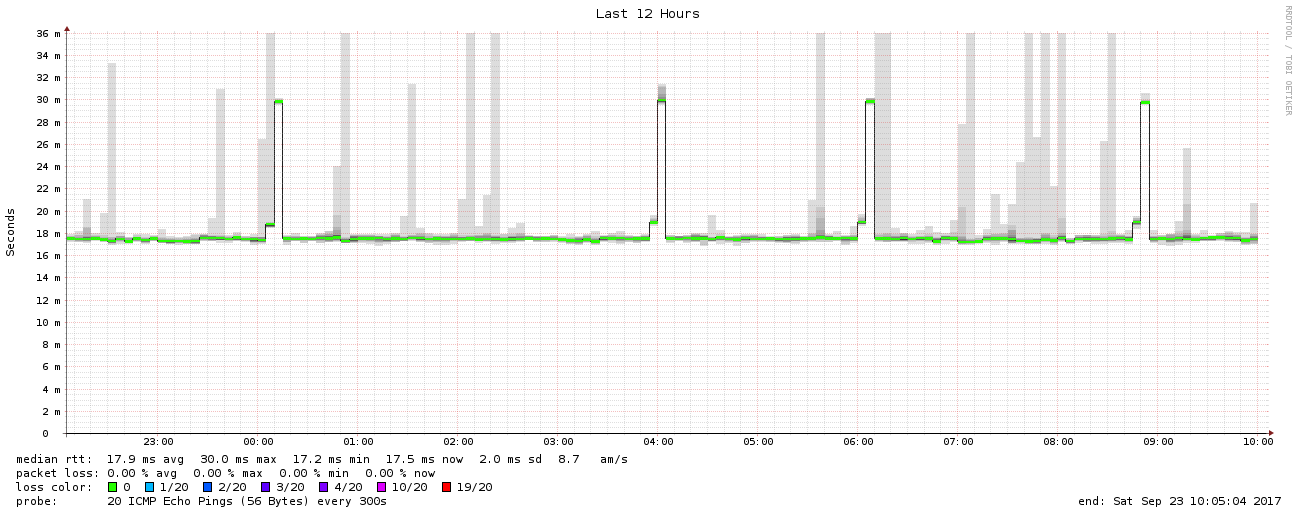 Last 12 Hours
RRDTOOL / TOBI OETIKER
Seconds
36 m
34 m
32 m
30 m
28 m
26 m
24 m
22 m
20 m
18 m
16 m
14 m
12 m
10 m
8 m
6 m
4 m
2 m
0
23:00 00:00 01:00 02:00 03:00 04:00 05:00 06:00 07:00 08:00 09:00 10:00
median rtt: 17.9 ms avg 30.0 ms max 17.2 ms min 17.5 ms now 2.0 ms sd 8.7 am/s
packet loss: 0.00 % avg 0.00 % max 0.00 % min 0.00 % now
loss color: 0 1/20 2/20 3/20 4/20 10/20 19/20
probe: 20 ICMP Echo Pings (56 Bytes) every 300s end: Sat Sep 23 10:05:04 2017